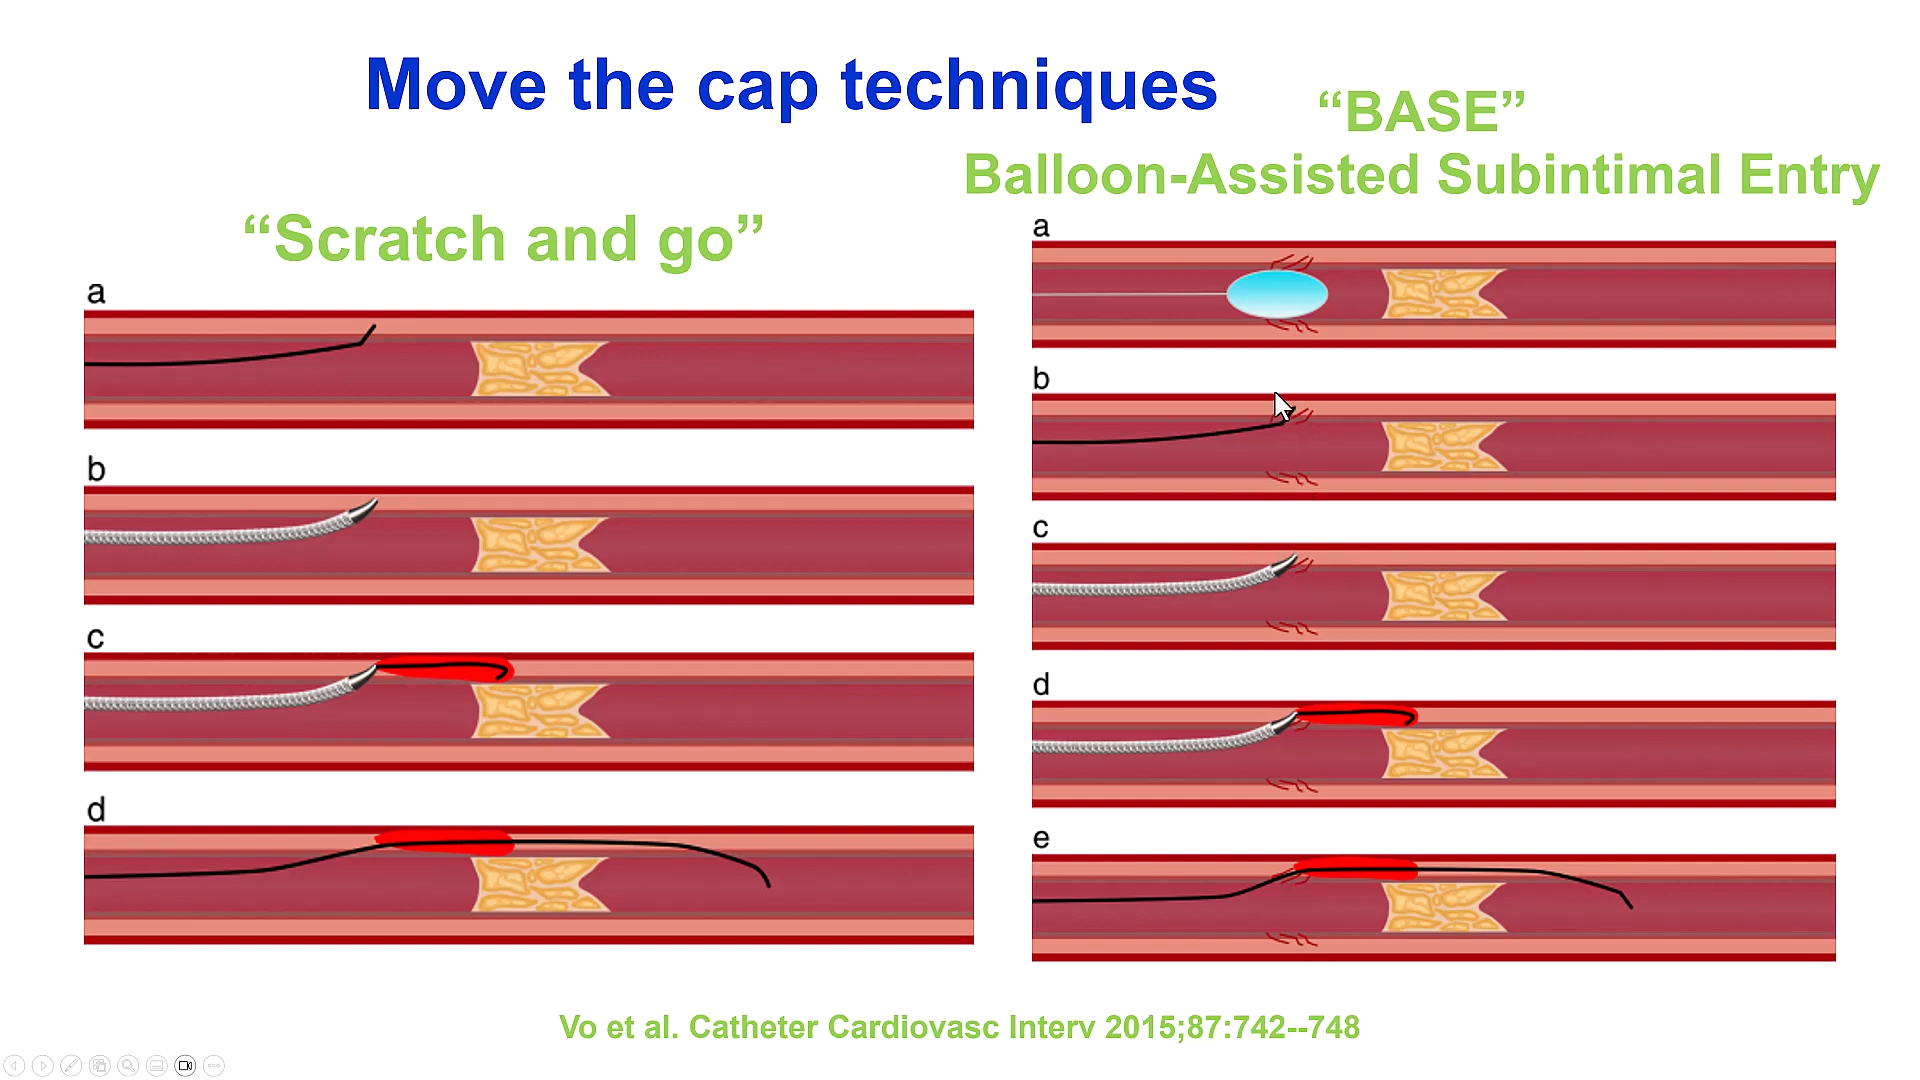 Move the cap techniques
“BASE”
Balloon-Assisted Subintimal Entry
“Scratch and go”
a
b
c
d
a
b
c
d
e
Vo et al. Catheter Cardiovasc Interv 2015;87:742--748